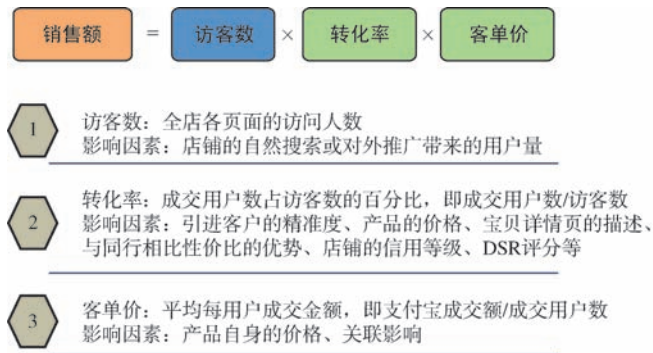 销售额 = 访客数 × 转化率 × 客单价
1
访客数：全店各页面的访问人数
影响因素：店铺的自然搜索或对外推广带来的用户量
2
转化率：成交用户数占访客数的百分比，即成交用户数/访客数
影响因素：引进客户的精准度、产品的价格、宝贝详情页的描述、
与同行相比性价比的优势、店铺的信用等级、DSR评分等
3
客单价：平均每用户成交金额，即支付宝成交额/成交用户数
影响因素：产品自身的价格、关联影响